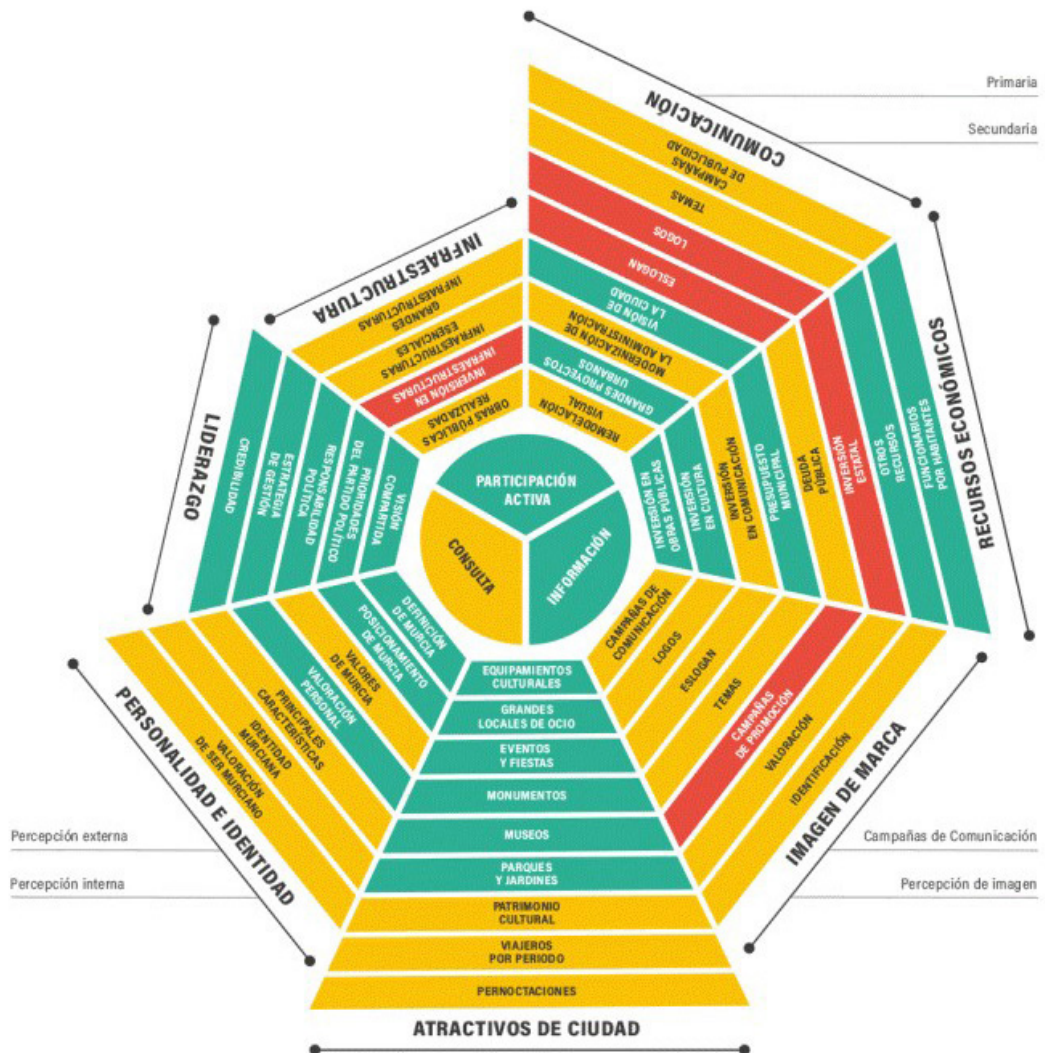 Primaria
Secundaria
COMUNICACIÓN
CAMPAÑAS
DE PUBLICIDAD
TEMAS
LOGOS
ESLOGAN
VISIÓN DE
LA CIUDAD
MODERNIZACIÓN DE
LA ADMINISTRACIÓN
GRANDES PROYECTOS
URBANOS
REMODELACIÓN
VISUAL
INFRAESTRUCTURA
GRANDES
INFRAESTRUCTURAS
INFRAESTRUCTURAS
ESENCIALES
INVERSIÓN EN
INFRAESTRUCTURAS
OBRAS PÚBLICAS
REALIZADAS
LIDERAZGO
CREDIBILIDAD
ESTRATEGIA
DE GESTIÓN
RESPONSABILIDAD
POLÍTICA
PRIORIDADES
DEL PARTIDO POLÍTICO
VISIÓN
COMPARTIDA
PARTICIPACIÓN
ACTIVA
CONSULTA
INFORMACIÓN
INVERSIÓN EN
OBRAS PÚBLICAS
INVERSIÓN
EN CULTURA
INVERSIÓN
EN COMUNICACIÓN
PRESUPUESTO
MUNICIPAL
DEUDA
PÚBLICA
INVERSIÓN
ESTATAL
OTROS
RECURSOS
FUNCIONARIOS
POR HABITANTES
RECURSOS ECONÓMICOS
DEFINICIÓN
DE MURCIA
POSICIONAMIENTO
DE MURCIA
VALORES
DE MURCIA
VALORACIÓN
PERSONAL
PRINCIPALES
CARACTERÍSTICAS
IDENTIDAD
MURCIANA
VALORACIÓN
DE SER MURCIANO
PERSONALIDAD E IDENTIDAD
Percepción externa
Percepción interna
EQUIPAMIENTOS
CULTURALES
GRANDES
LOCALES DE OCIO
EVENTOS
Y FIESTAS
MONUMENTOS
MUSEOS
PARQUES
Y JARDINES
PATRIMONIO
CULTURAL
VIAJEROS
POR PERIODO
PERNOCTACIONES
ATRACTIVOS DE CIUDAD
CAMPAÑAS DE
COMUNICACIÓN
LOGOS
ESLOGAN
TEMAS
CAMPAÑAS
DE PROMOCIÓN
VALORACIÓN
IDENTIFICACIÓN
IMAGEN DE MARCA
Campañas de Comunicación
Percepción de imagen